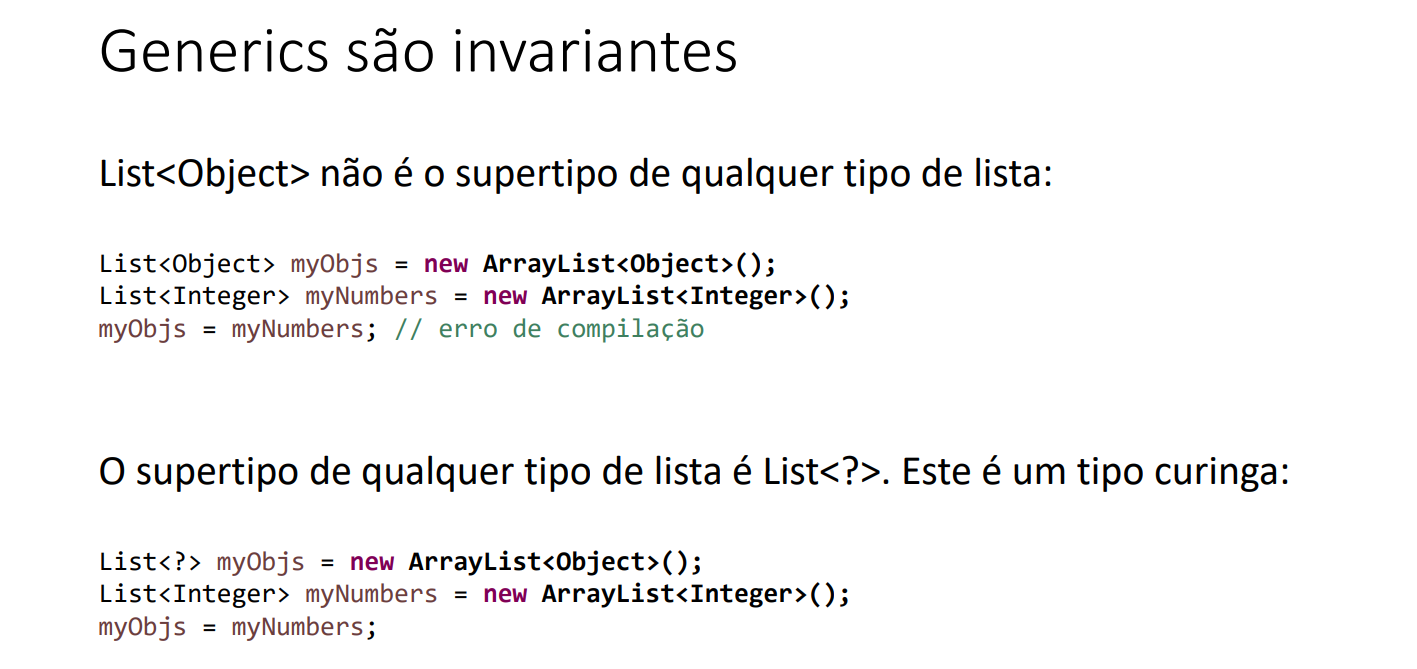 Generics são invariantes
List<Object> não é o supertipo de qualquer tipo de lista:
List<Object> myObjs = new ArrayList<Object>();
List<Integer> myNumbers = new ArrayList<Integer>();
myObjs = myNumbers; // erro de compilação
O supertipo de qualquer tipo de lista é List<?>. Este é um tipo curinga:
List<?> myObjs = new ArrayList<Object>();
List<Integer> myNumbers = new ArrayList<Integer>();
myObjs = myNumbers;